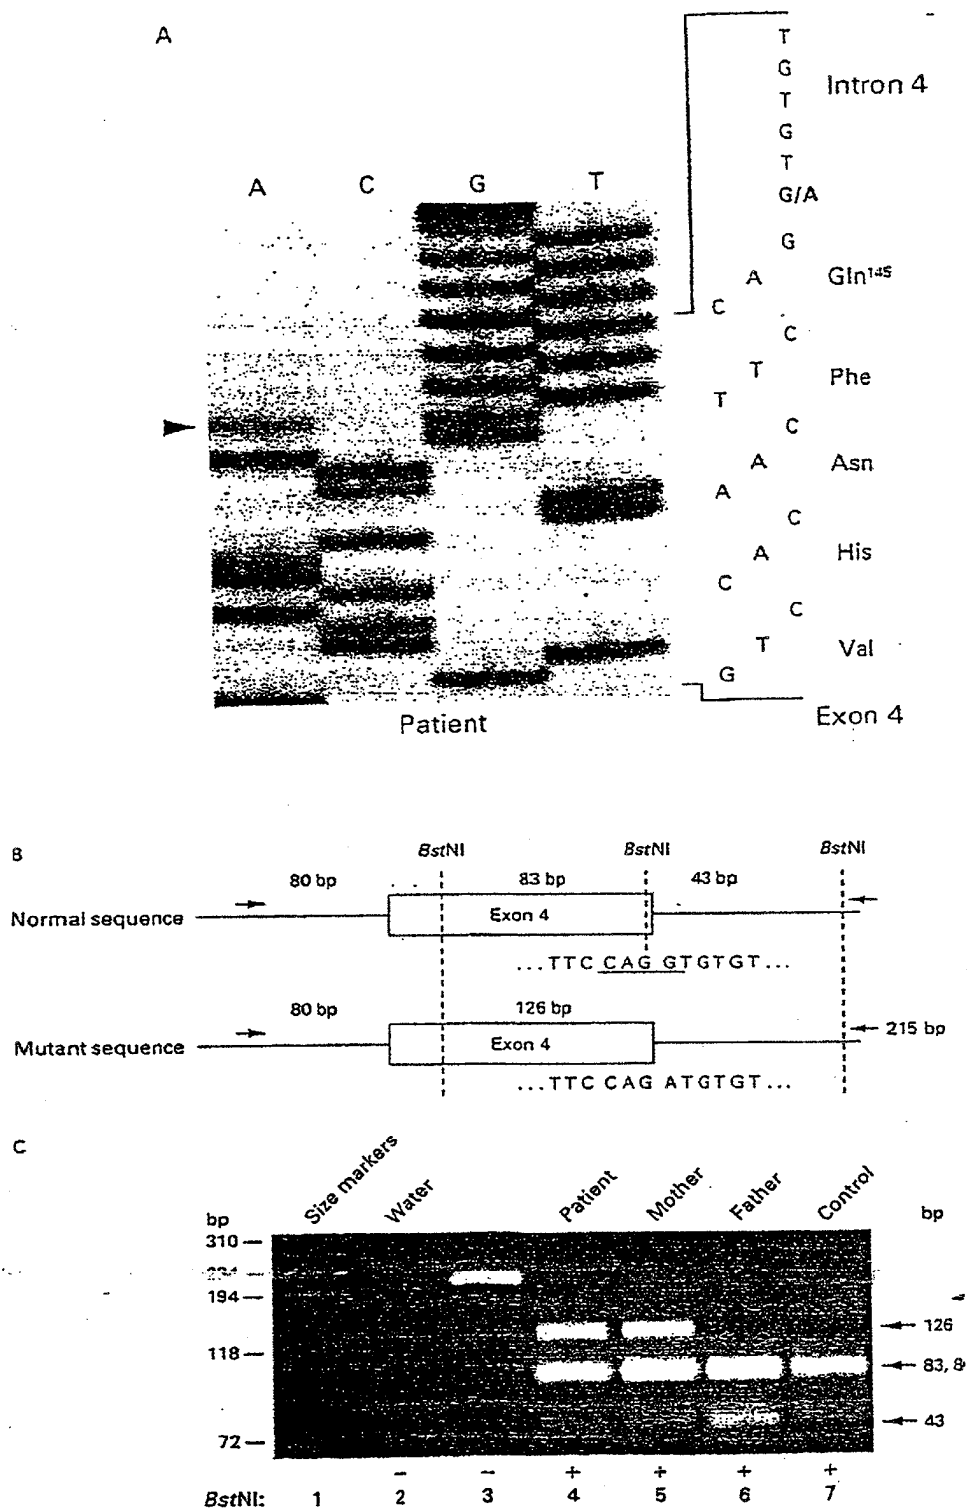 A
T
G
T
G
T
G/A
G
Intron 4
A C G T
A
C
Gln145
C
T
T
Phe
C
A
A
Asn
C
A
C
His
C
T
G
Val
Exon 4
Patient
B
BstNI BstNI BstNI
80 bp 83 bp 43 bp
Normal sequence Exon 4
...TTC CAG GTGTGT...
80 bp 126 bp
Mutant sequence Exon 4 215 bp
...TTC CAG ATGTGT...
C
Size markers Water Patient Mother Father Control
bp bp
310
194
126
118
83, 8
43
72
- - + + + +
BstNI: 1 2 3 4 5 6 7